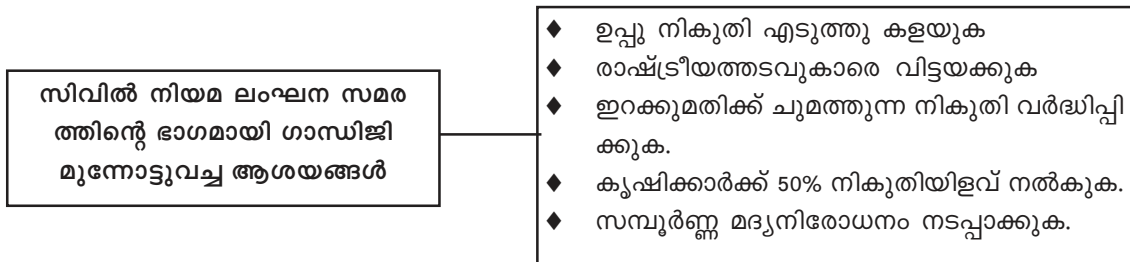 സിവിൽ നിയമ ലംഘന സമര
ത്തിന്റെ ഭാഗമായി ഗാന്ധിജി
മുന്നോട്ടുവച്ച ആശയങ്ങൾ
♦ ഉപ്പു നികുതി എടുത്തു കളയുക
♦ രാഷ്ട്രീയത്തടവുകാരെ വിട്ടയക്കുക
♦ ഇറക്കുമതിക്ക് ചുമത്തുന്ന നികുതി വർദ്ധിപ്പി
ക്കുക.
♦ കൃഷിക്കാർക്ക് 50% നികുതിയിളവ് നൽകുക.
♦ സമ്പൂർണ്ണ മദ്യനിരോധനം നടപ്പാക്കുക.